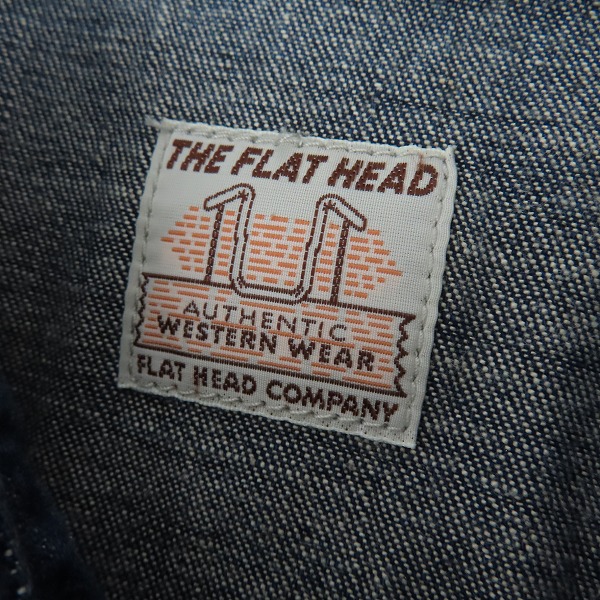 THE FLAT HEAD
AUTHENTIC
WESTERN WEAR
FLAT HEAD COMPANY